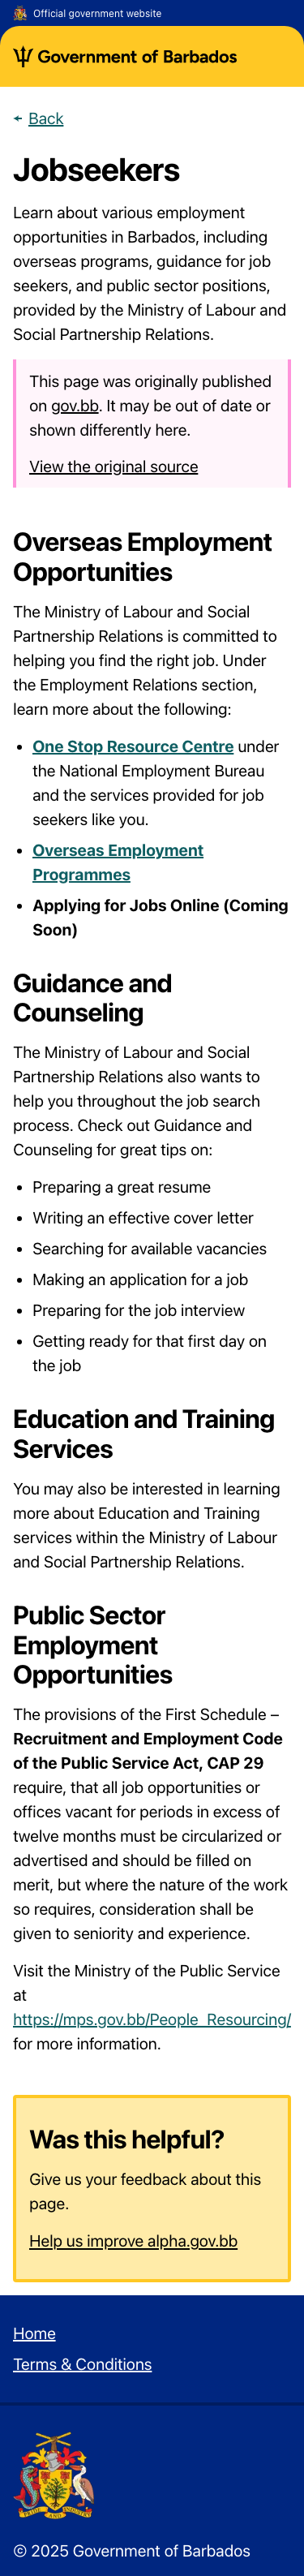 Official government website
Government of Barbados
Back
Jobseekers
Learn about various employment
opportunities in Barbados, including
overseas programs, guidance for job
seekers, and public sector positions,
provided by the Ministry of Labour and
Social Partnership Relations.
This page was originally published
on gov.bb. It may be out of date or
shown differently here.
View the original source
Overseas Employment
Opportunities
The Ministry of Labour and Social
Partnership Relations is committed to
helping you find the right job. Under
the Employment Relations section,
learn more about the following:
• One Stop Resource Centre under
the National Employment Bureau
and the services provided for job
seekers like you.
• Overseas Employment
Programmes
• Applying for Jobs Online (Coming
Soon)
Guidance and
Counseling
The Ministry of Labour and Social
Partnership Relations also wants to
help you throughout the job search
process. Check out Guidance and
Counseling for great tips on:
• Preparing a great resume
• Writing an effective cover letter
• Searching for available vacancies
• Making an application for a job
• Preparing for the job interview
• Getting ready for that first day on
the job
Education and Training
Services
You may also be interested in learning
more about Education and Training
services within the Ministry of Labour
and Social Partnership Relations.
Public Sector
Employment
Opportunities
The provisions of the First Schedule –
Recruitment and Employment Code
of the Public Service Act, CAP 29
require, that all job opportunities or
offices vacant for periods in excess of
twelve months must be circularized or
advertised and should be filled on
merit, but where the nature of the work
so requires, consideration shall be
given to seniority and experience.
Visit the Ministry of the Public Service
at
https://mps.gov.bb/People_Resourcing/
for more information.
Was this helpful?
Give us your feedback about this
page.
Help us improve alpha.gov.bb
Home
Terms & Conditions
PRIDE AND INDUSTRY
© 2025 Government of Barbados